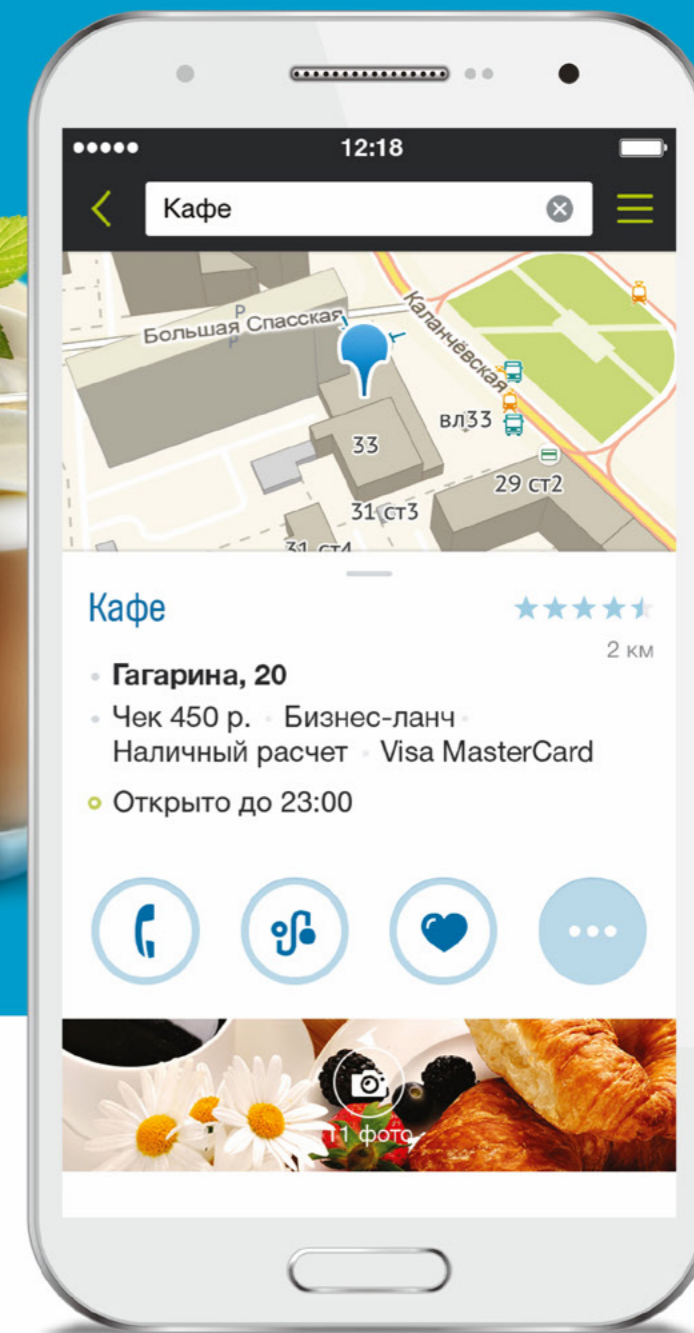 12:18
Кафе
P
Большая Спасская
P
Каланчёвская
вл33
33
29 ст2
31 ст3
31 ст4
Кафе
2 км
Гагарина, 20
Чек 450 р. Бизнес-ланч
Наличный расчет Visa MasterCard
Открыто до 23:00
11 фото